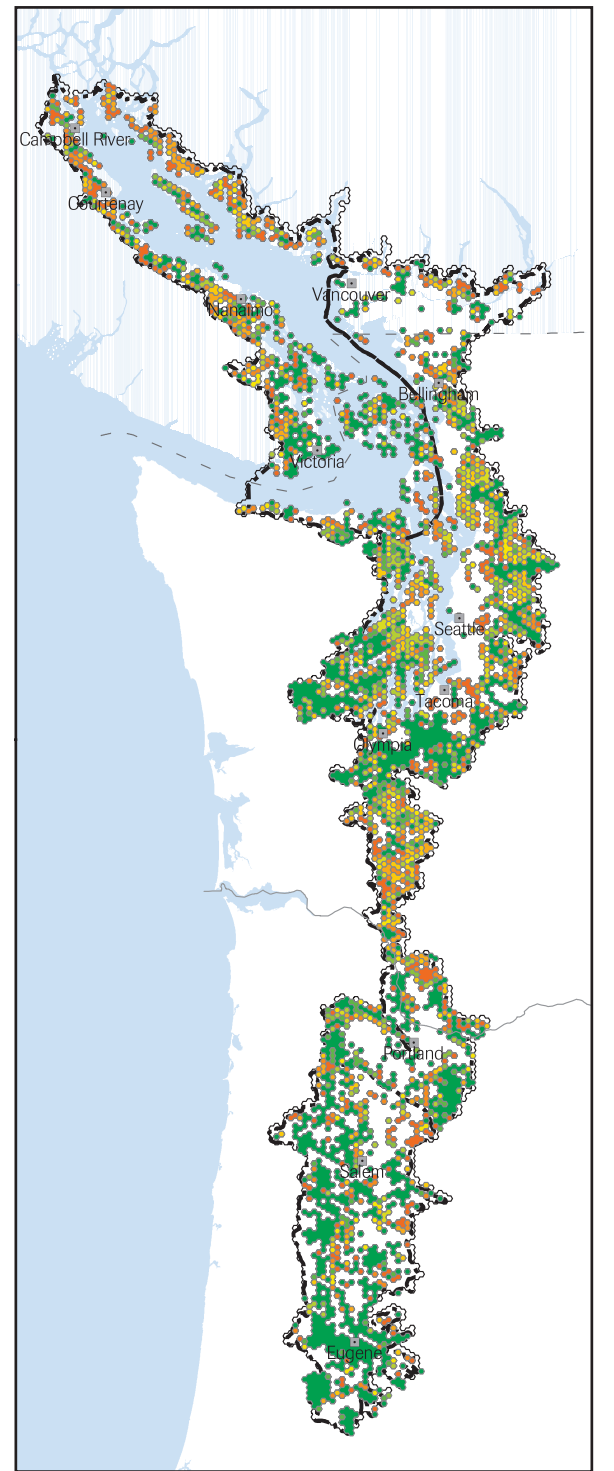 Campbell River
Courtenay
Vancouver
Nanaimo
Bellingham
Victoria
Seattle
Tacoma
Olympia
Portland
Salem
Eugene